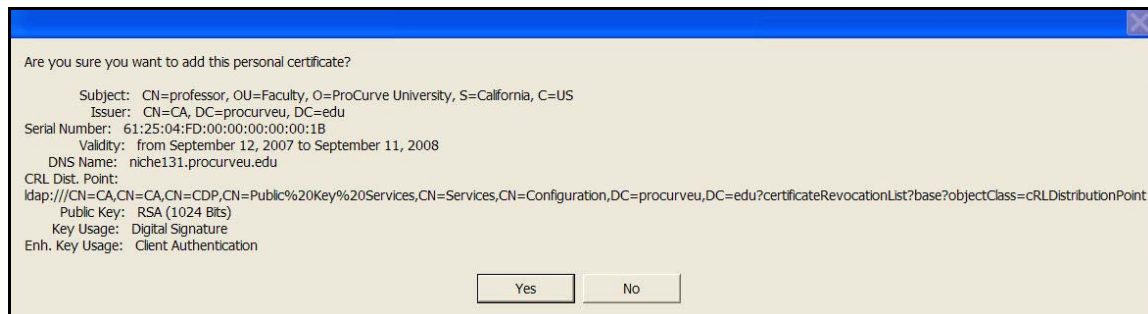 Are you sure you want to add this personal certificate?
Subject: CN=professor, OU=Faculty, O=ProCurve University, S=California, C=US
Issuer: CN=CA, DC=procurveu, DC=edu
Serial Number: 61:25:04:FD:00:00:00:00:00:1B
Validity: from September 12, 2007 to September 11, 2008
DNS Name: niche131.procurveu.edu
CRL Dist. Point:
ldap:///CN=CA,CN=CA,CN=CDP,CN=Public%20Key%20Services,CN=Services,CN=Configuration,DC=procurveu,DC=edu?certificateRevocationList?base?objectClass=cRLDistributionPoint
Public Key: RSA (1024 Bits)
Key Usage: Digital Signature
Enh. Key Usage: Client Authentication
Yes No